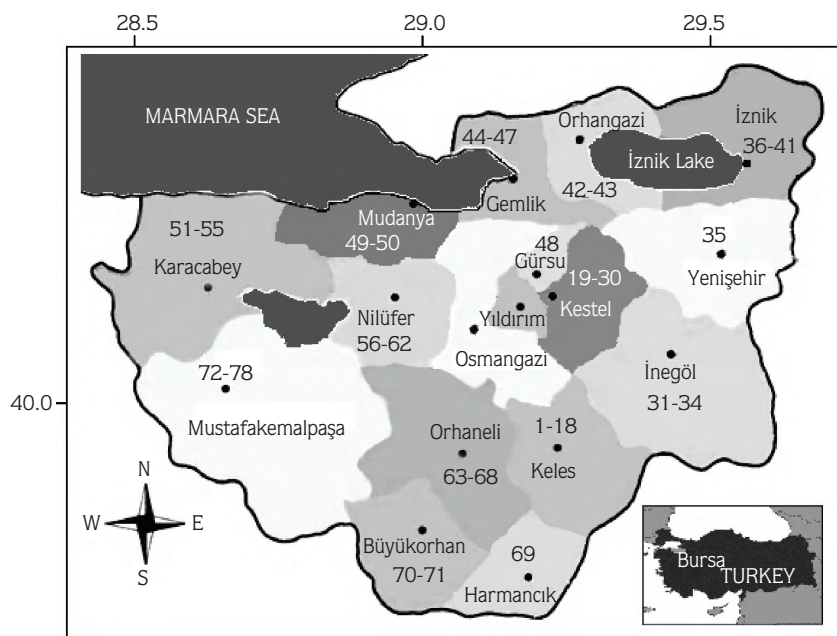 28.5 29.0 29.5
MARMARA SEA
44-47
Orhangazi
İznik
36-41
İznik Lake
42-43
Gemlik
51-55
Karacabey
Mudanya
49-50
48
Gürsu
19-30
Kestel
35
Yenişehir
Nilüfer
56-62
Yıldırım
Osmangazi
İnegöl
31-34
72-78
Mustafakemalpaşa
40.0
Orhaneli
63-68
1-18
Keles
N
W E
S
Büyükorhan
70-71
69
Harmancık
Bursa
TURKEY